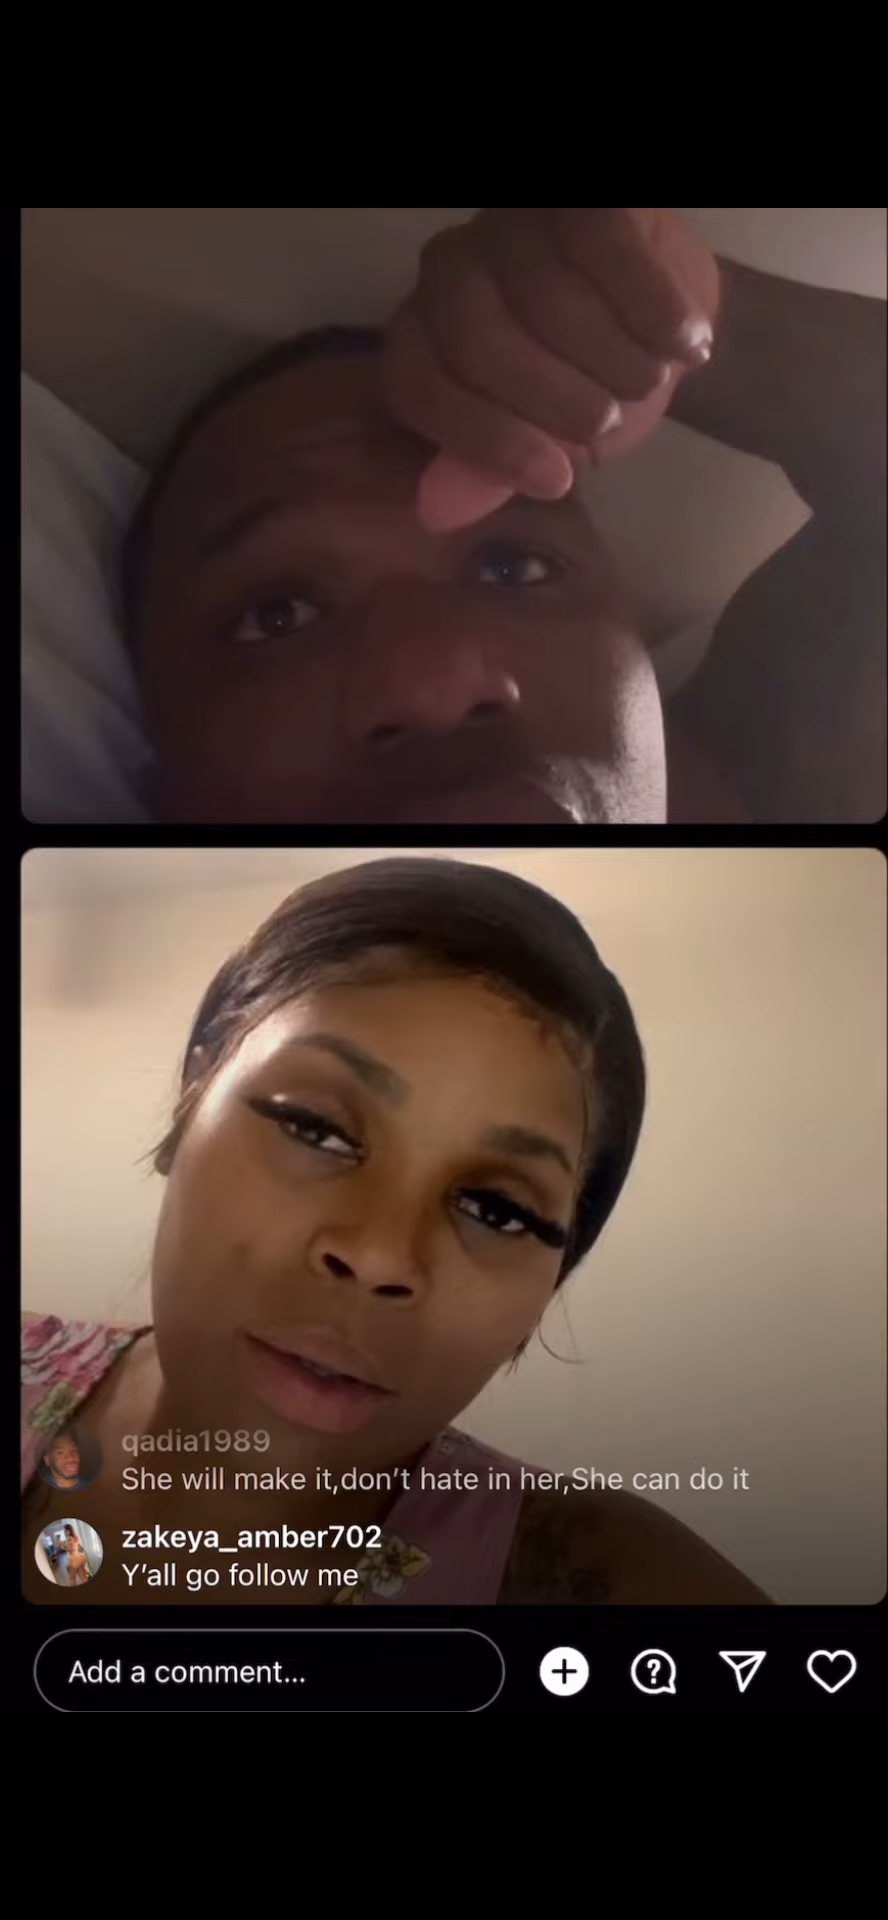 qadia1989
She will make it,don't hate in her,She can do it
zakeya_amber702
Y'all go follow me
Add a comment...